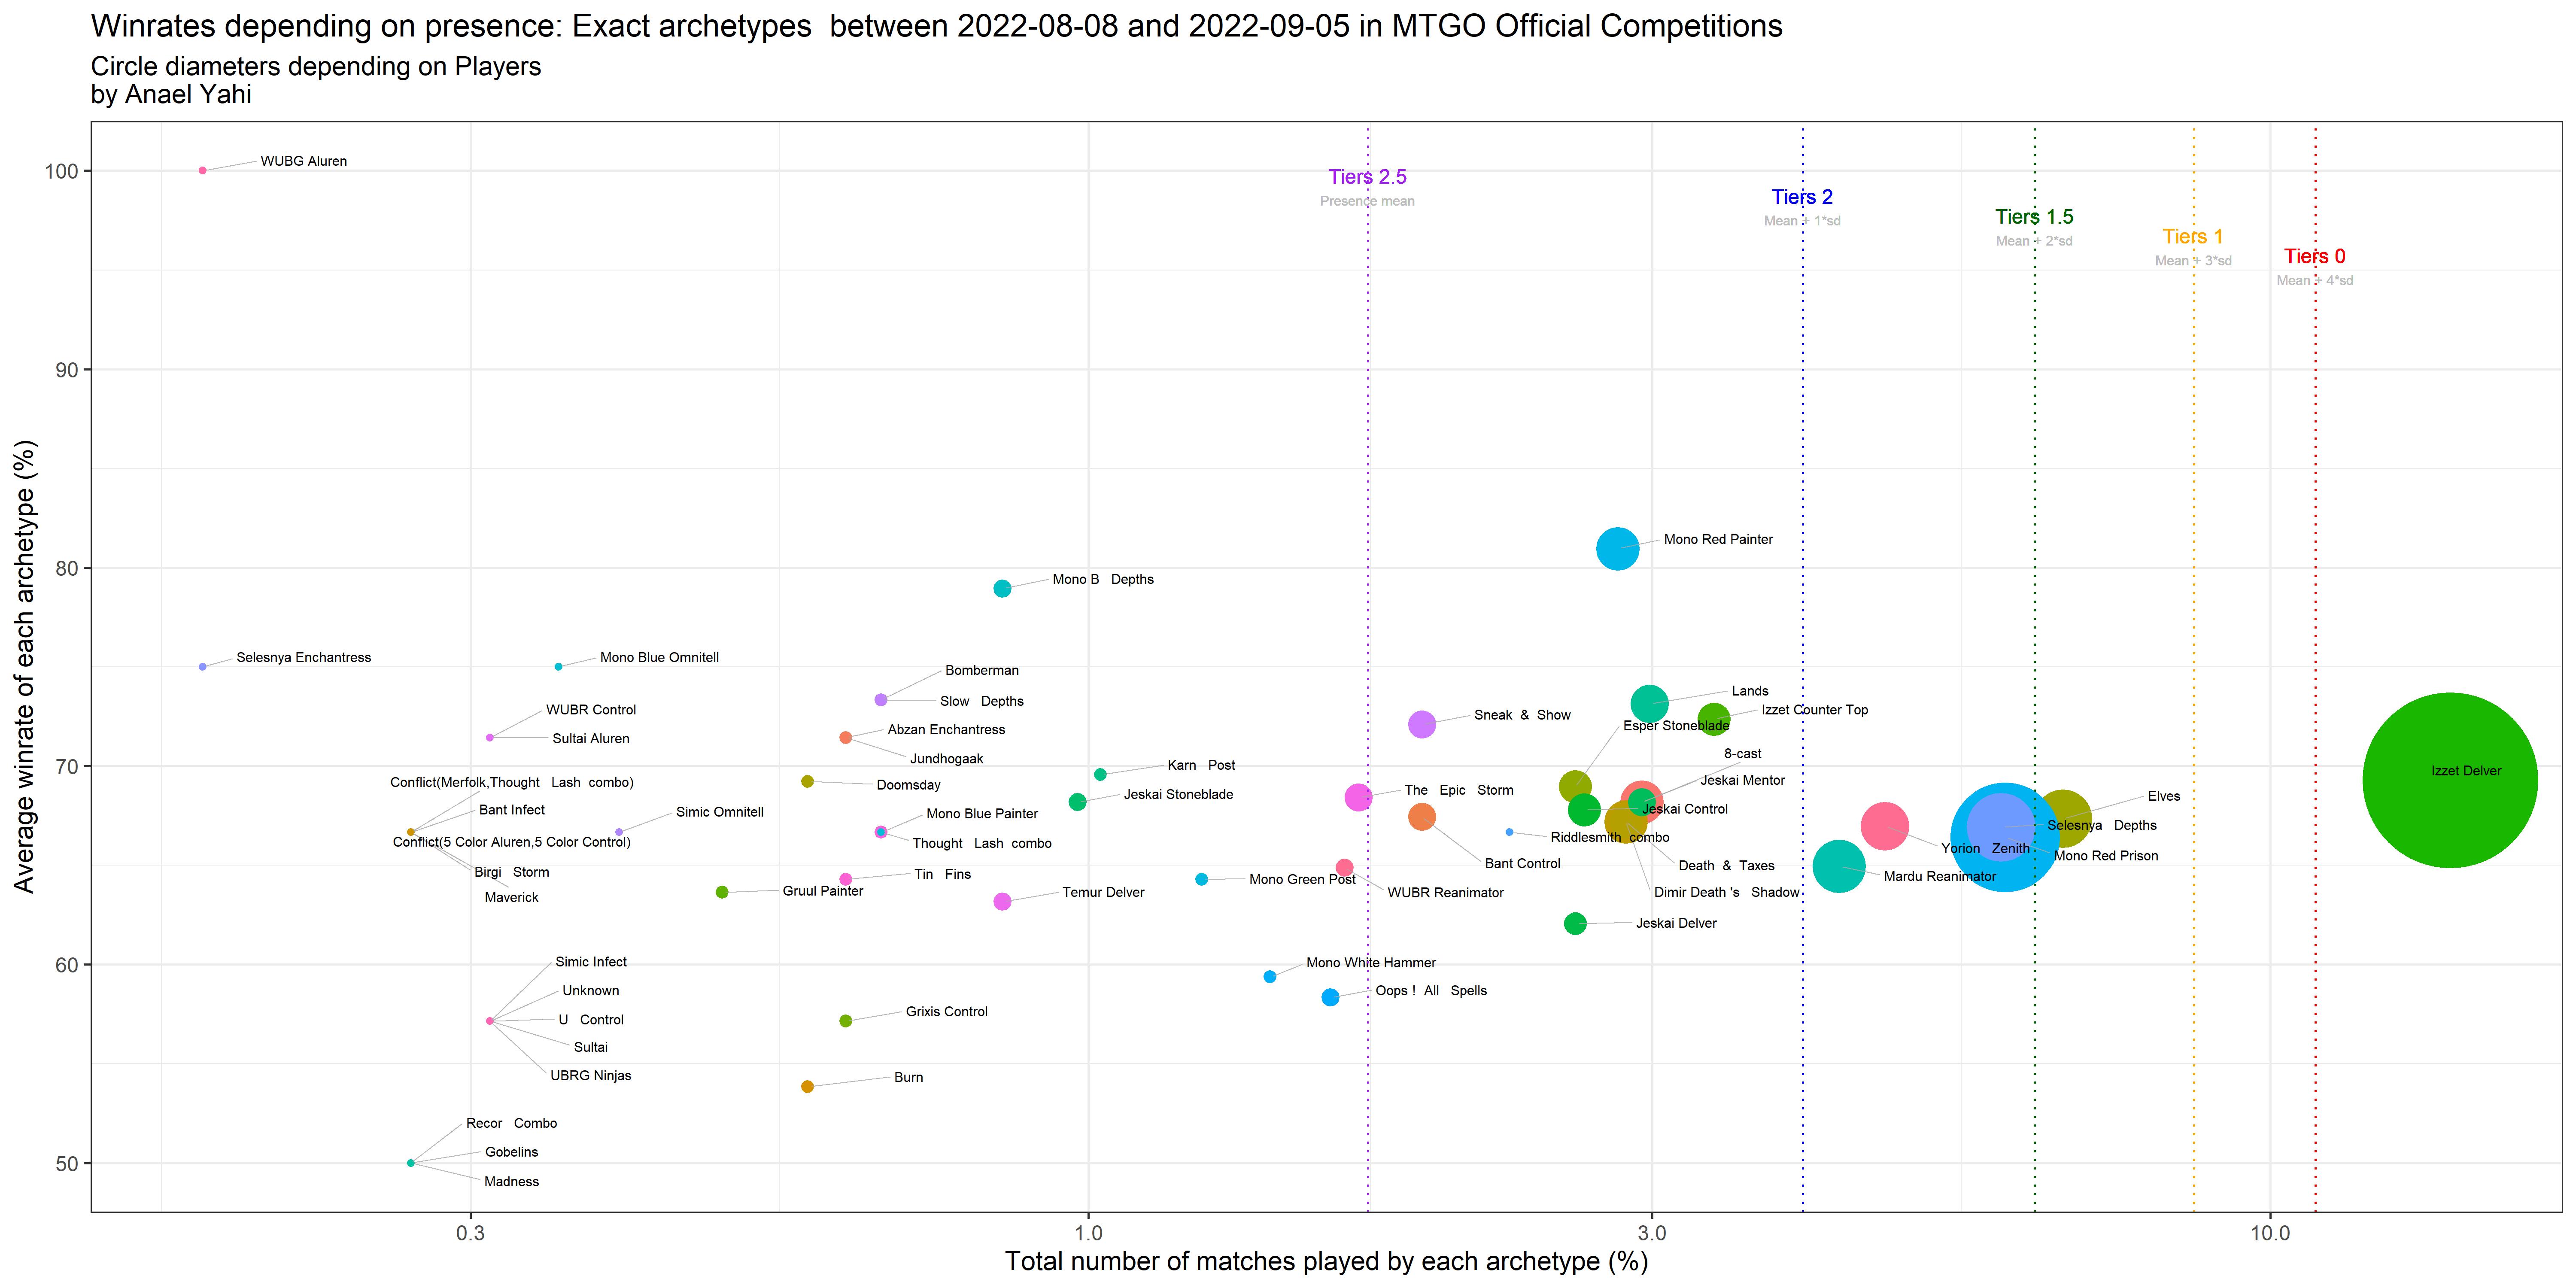 Winrates depending on presence: Exact archetypes  between 2022-08-08 and 2022-09-05 in MTGO Official Competitions
Circle diameters depending on Players
by Anael Yahi
Average winrate of each archetype (%)
100
90
80
70
60
50
WUBG Aluren
Tiers 2.5
Presence mean
Tiers 2
Mean + 1*sd
Tiers 1.5
Mean + 2*sd
Tiers 1
Mean + 3*sd
Tiers 0
Mean + 4*sd
Mono Red Painter
Mono B   Depths
Selesnya Enchantress
Mono Blue Omnitell
Bomberman
Slow   Depths
WUBR Control
Sultai Aluren
Abzan Enchantress
Jundhogaak
Lands
Izzet Counter Top
Sneak  &  Show
Esper Stoneblade
8-cast
Jeskai Mentor
Izzet Delver
Karn   Post
Conflict(Merfolk,Thought   Lash  combo)
Doomsday
Jeskai Stoneblade
The   Epic   Storm
Bant Infect
Simic Omnitell
Mono Blue Painter
Jeskai Control
Elves
Selesnya   Depths
Conflict(5 Color Aluren,5 Color Control)
Thought   Lash  combo
Riddlesmith  combo
Yorion   Zenith
Mono Red Prison
Birgi   Storm
Tin   Fins
Mono Green Post
Bant Control
Death  &  Taxes
Mardu Reanimator
Maverick
Gruul Painter
Temur Delver
WUBR Reanimator
Dimir Death 's   Shadow
Jeskai Delver
Simic Infect
Mono White Hammer
Unknown
Oops !  All   Spells
U   Control
Grixis Control
Sultai
UBRG Ninjas
Burn
Recor   Combo
Gobelins
Madness
0.3
1.0
3.0
10.0
Total number of matches played by each archetype (%)